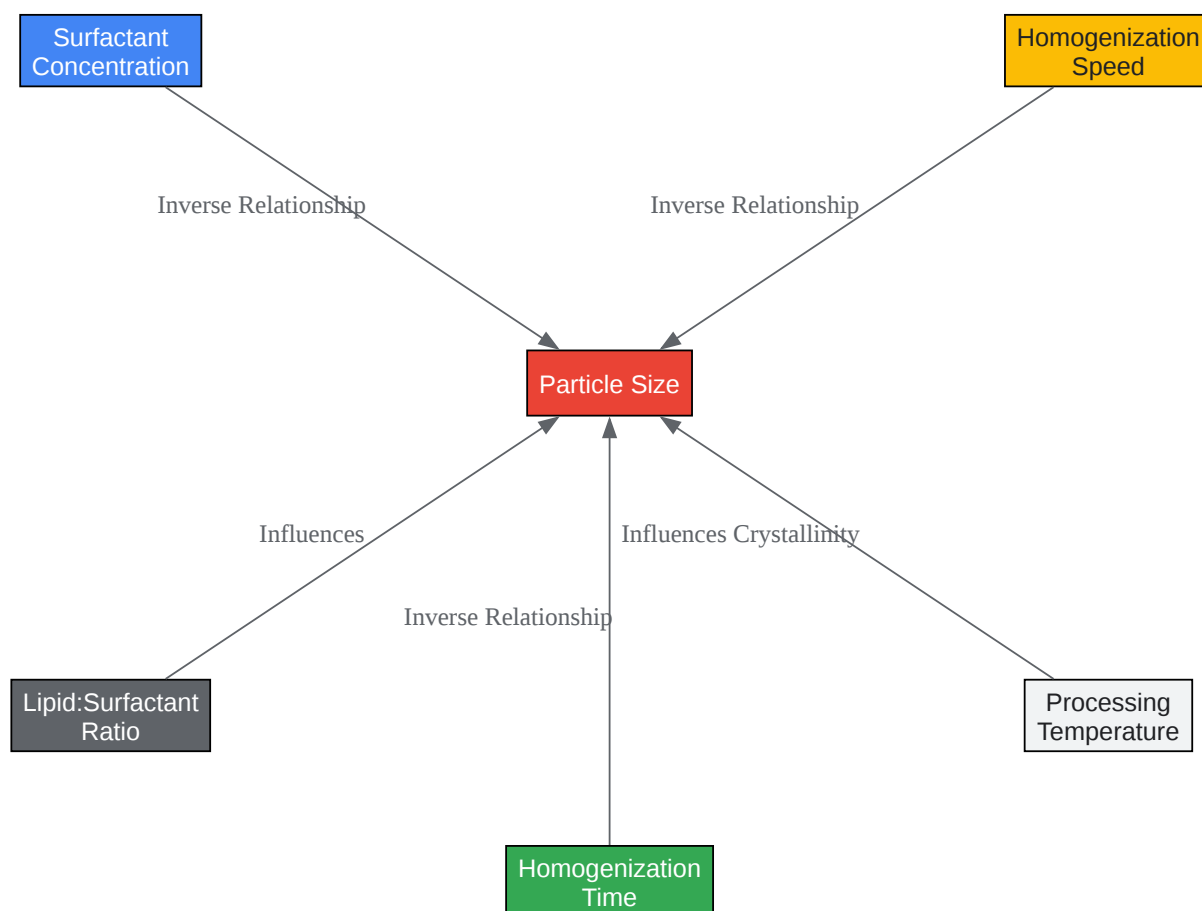 Surfactant
Concentration
Homogenization
Speed
Inverse Relationship
Inverse Relationship
Particle Size
Influences
Influences Crystallinity
Inverse Relationship
Lipid:Surfactant
Ratio
Processing
Temperature
Homogenization
Time